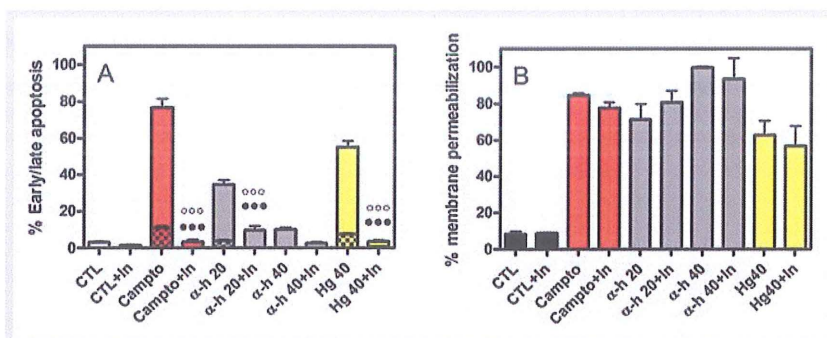 A
% Early/late apoptosis
100
80
60
40
20
0
CTL
CTL+In
Campto
Campto+In
α-h 20
α-h 20+In
α-h 40
α-h 40+In
Hg 40
Hg 40+In
B
% membrane permeabilization
100
80
60
40
20
0
CTL
CTL+In
Campto
Campto+In
α-h 20
α-h 20+In
α-h 40
α-h 40+In
Hg40
Hg40+In